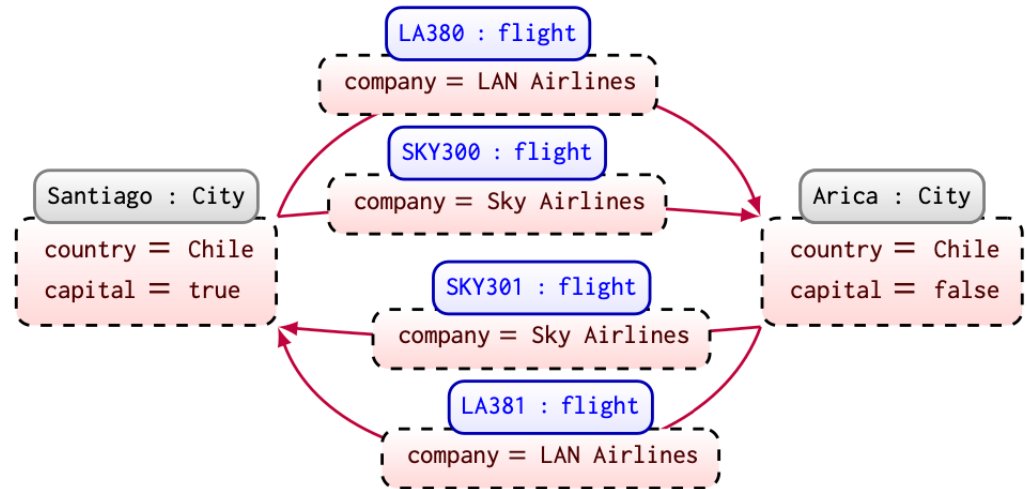 LA380 : flight
company = LAN Airlines
SKY300 : flight
company = Sky Airlines
Santiago : City
country = Chile
capital = true
Arica : City
country = Chile
capital = false
SKY301 : flight
company = Sky Airlines
LA381 : flight
company = LAN Airlines